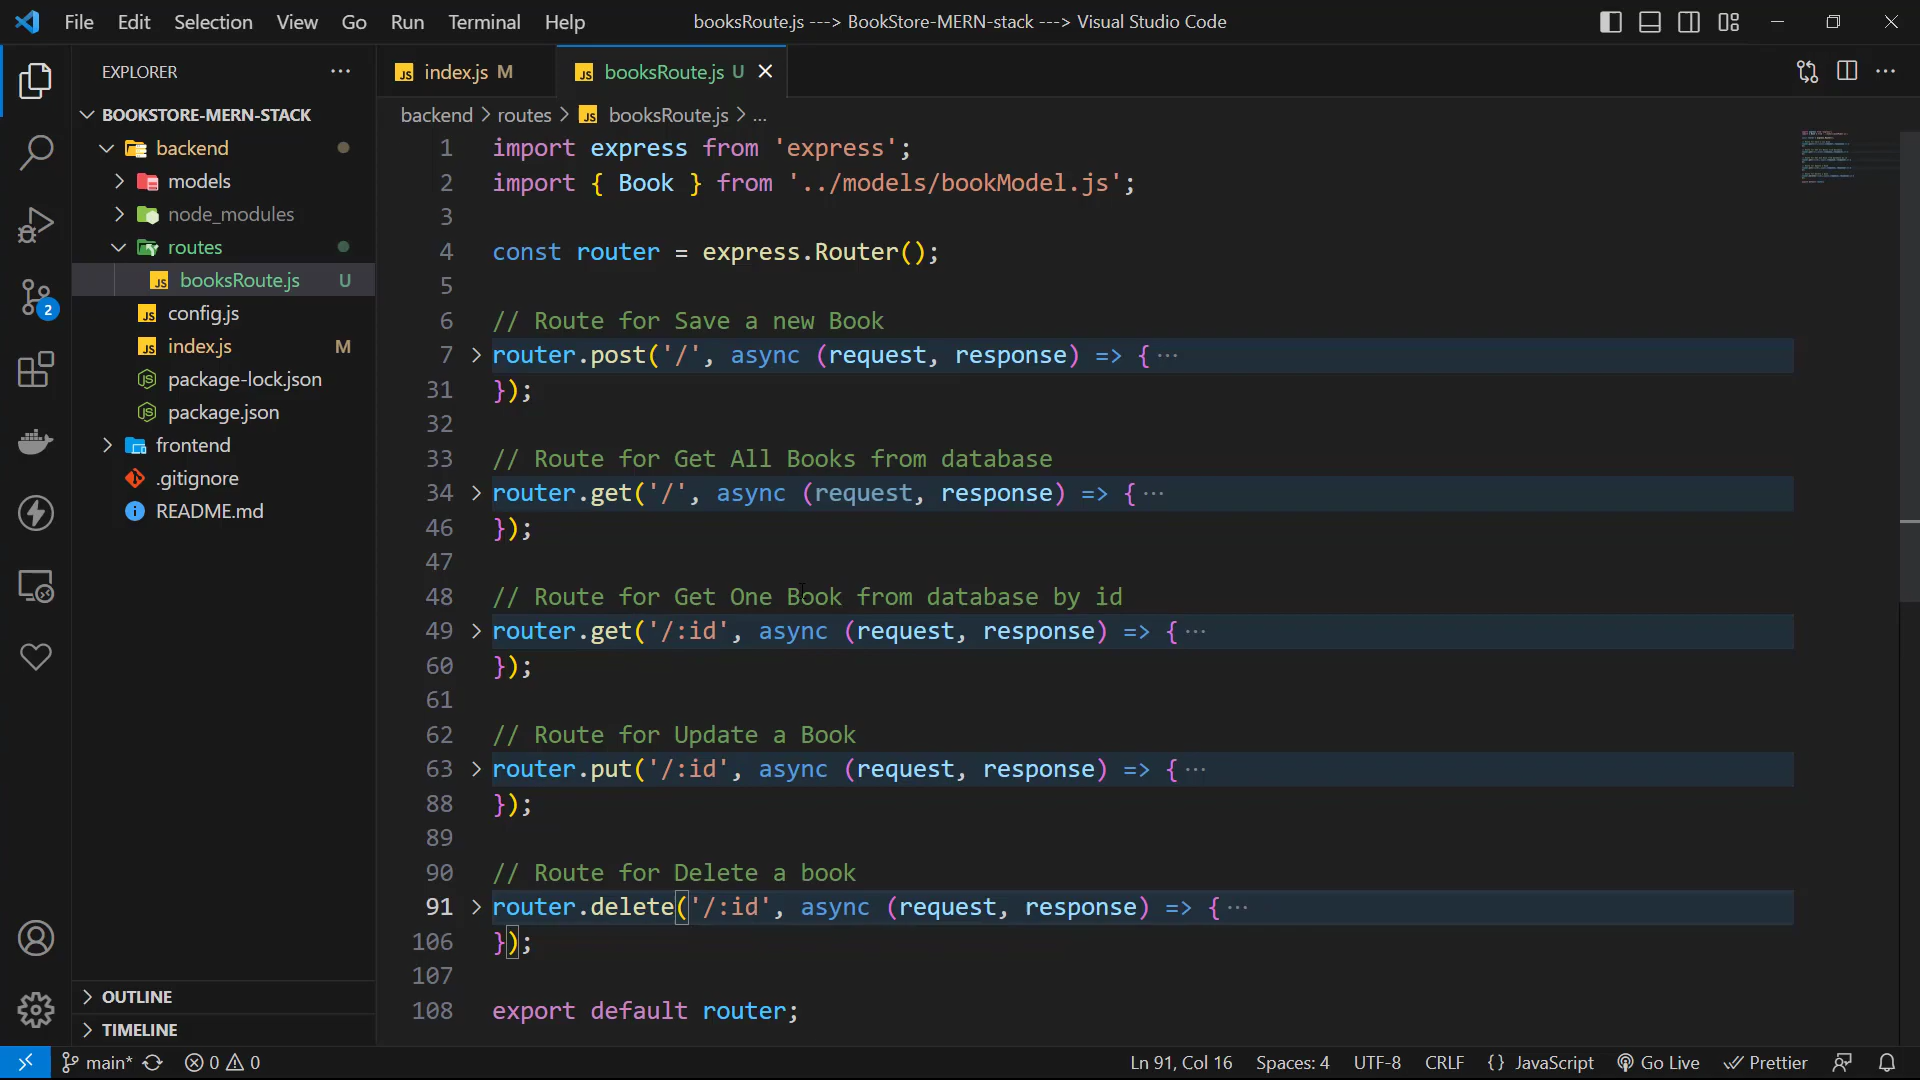 File Edit Selection View Go Run Terminal Help booksRoute.js ---> BookStore-MERN-stack ---> Visual Studio Code
EXPLORER
index.js M booksRoute.js U
BOOKSTORE-MERN-STACK
backend
models
node_modules
routes
booksRoute.js U
config.js
index.js M
package-lock.json
package.json
frontend
.gitignore
README.md
OUTLINE
TIMELINE
2
backend > routes > booksRoute.js > ...
1 import express from 'express';
2 import { Book } from '../models/bookModel.js';
3
4 const router = express.Router();
5
6 // Route for Save a new Book
7 router.post('/', async (request, response) => { ...
31 });
32
33 // Route for Get All Books from database
34 router.get('/', async (request, response) => { ...
46 });
47
48 // Route for Get One Book from database by id
49 router.get('/:id', async (request, response) => { ...
60 });
61
62 // Route for Update a Book
63 router.put('/:id', async (request, response) => { ...
88 });
89
90 // Route for Delete a book
91 router.delete('/:id', async (request, response) => { ...
106 });
107
108 export default router;
main* 0 0 Ln 91, Col 16 Spaces: 4 UTF-8 CRLF {} JavaScript Go Live Prettier